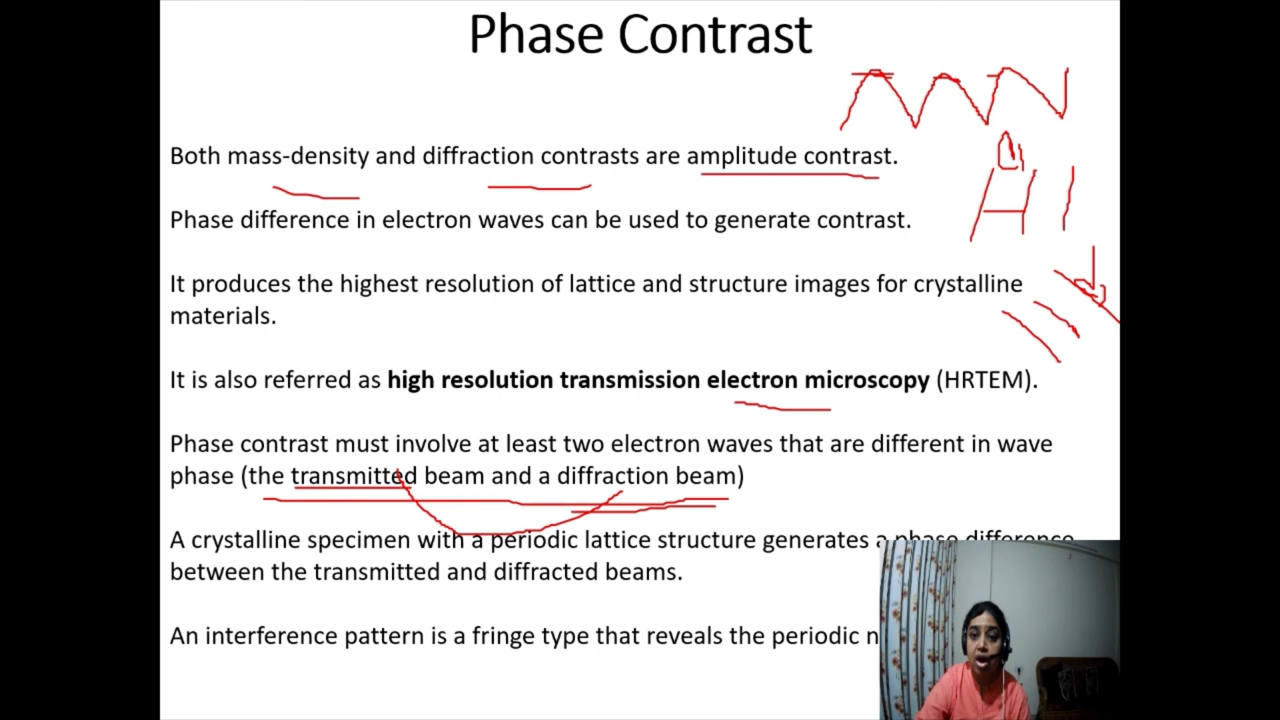 Phase Contrast
Both mass-density and diffraction contrasts are amplitude contrast.
Phase difference in electron waves can be used to generate contrast.
It produces the highest resolution of lattice and structure images for crystalline
materials.
It is also referred as high resolution transmission electron microscopy (HRTEM).
Phase contrast must involve at least two electron waves that are different in wave
phase (the transmitted beam and a diffraction beam)
A crystalline specimen with a periodic lattice structure generates a phase difference
between the transmitted and diffracted beams.
An interference pattern is a fringe type that reveals the periodic